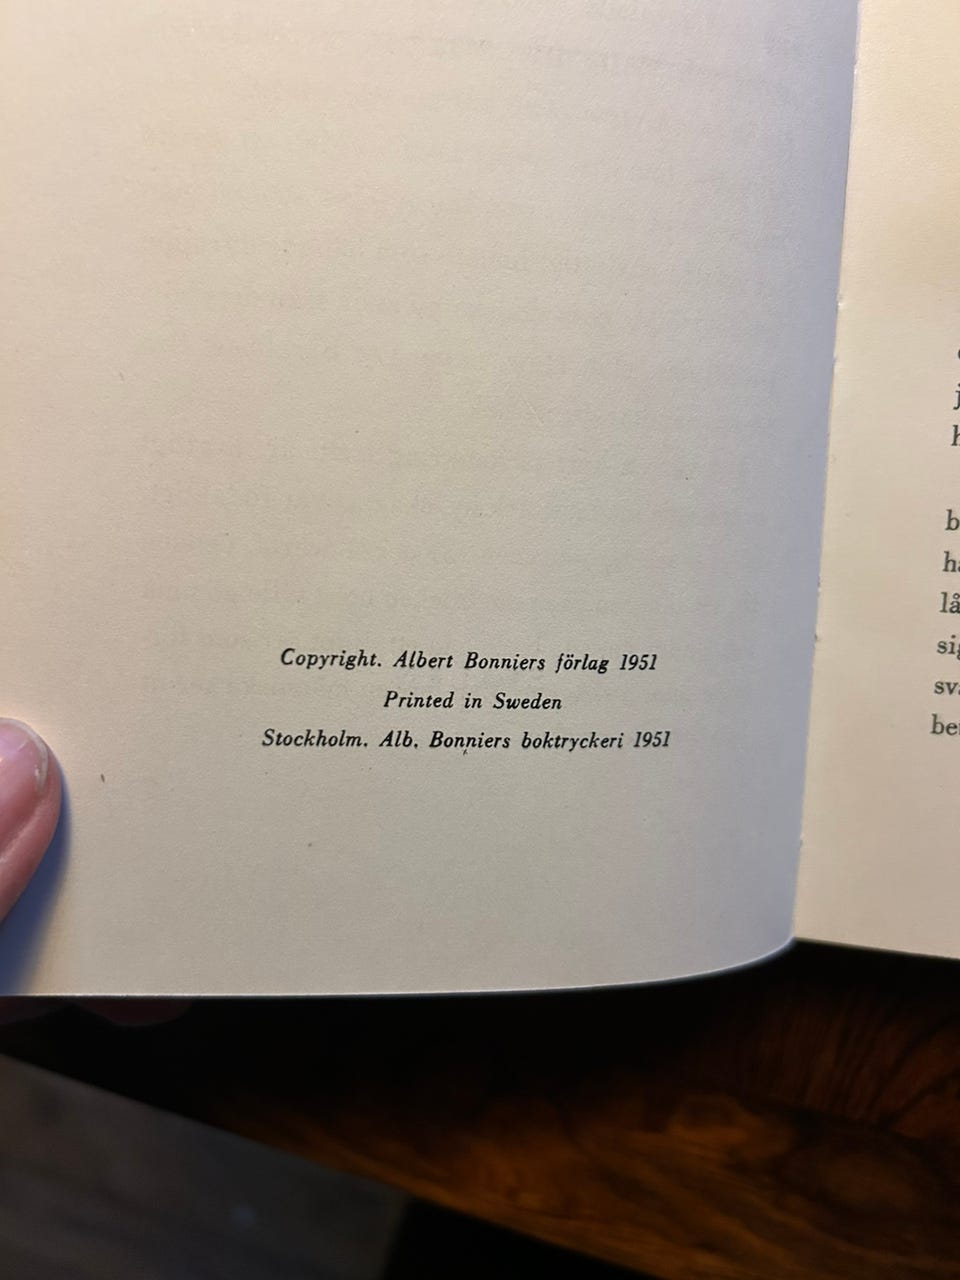 Copyright. Albert Bonniers förlag 1951
Printed in Sweden
Stockholm. Alb. Bonniers boktryckeri 1951